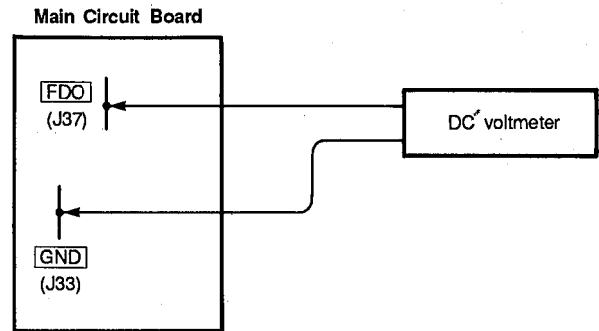 Main Circuit Board
FDO
(J37)
DC voltmeter
GND
(J33)